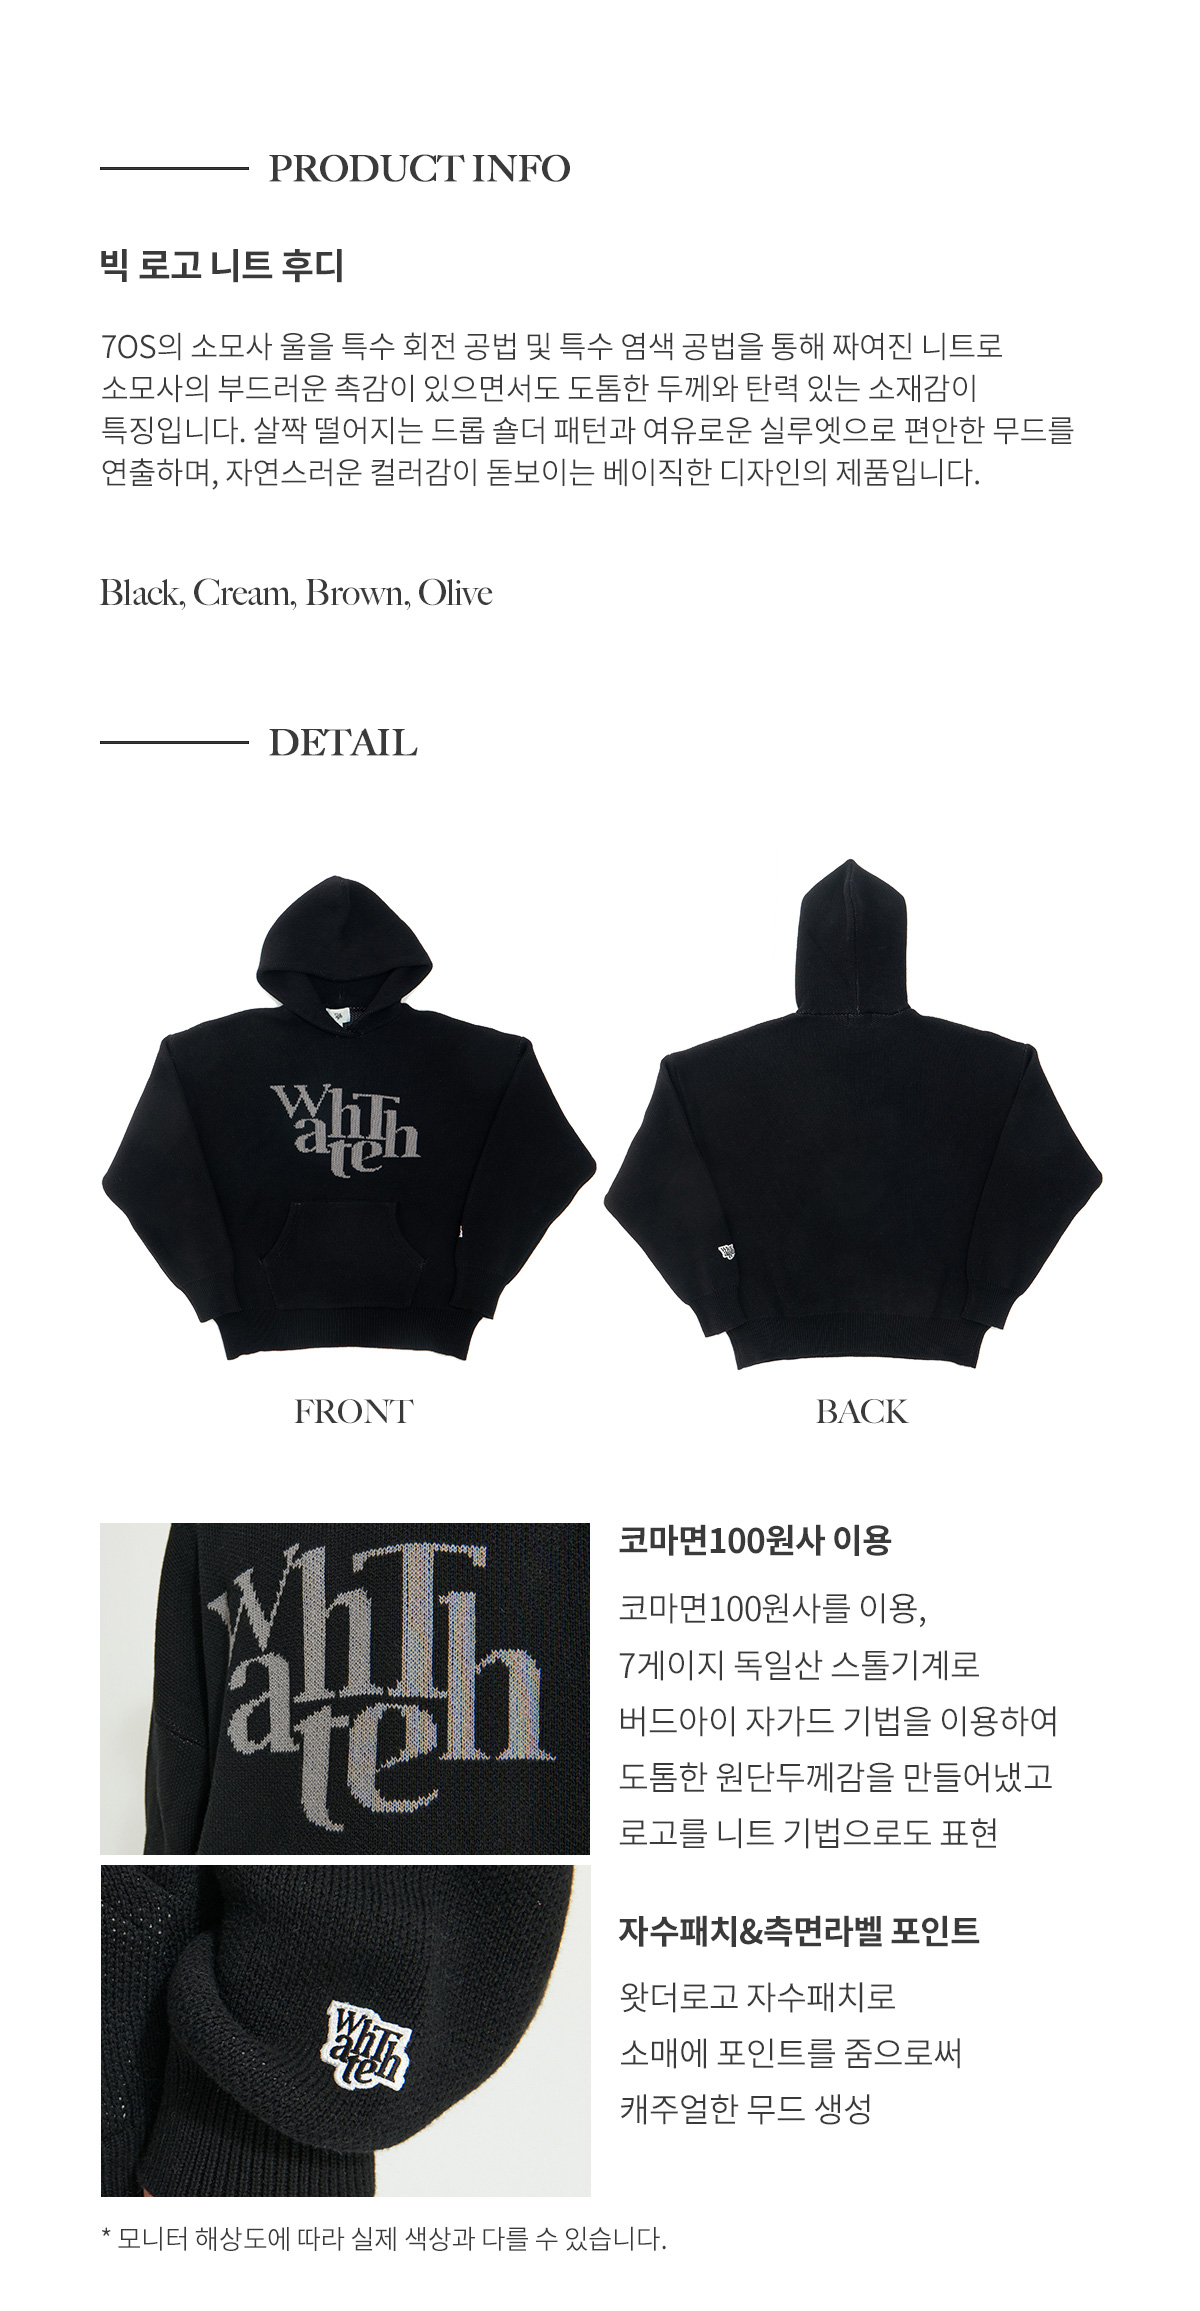 PRODUCT INFO
빅 로고 니트 후디
7OS의 소모사 울을 특수 회전 공법 및 특수 염색 공법을 통해 짜여진 니트로
소모사의 부드러운 촉감이 있으면서도 도톰한 두께와 탄력 있는 소재감이
특징입니다. 살짝 떨어지는 드롭 숄더 패턴과 여유로운 실루엣으로 편안한 무드를
연출하며, 자연스러운 컬러감이 돋보이는 베이직한 디자인의 제품입니다.
Black, Cream, Brown, Olive
DETAIL
WhTh
ateh
FRONT
BACK
WhTh
ateh
코마면100원사 이용
코마면100원사를 이용,
7게이지 독일산 스톨기계로
버드아이 자가드 기법을 이용하여
도톰한 원단두께감을 만들어냈고
로고를 니트 기법으로도 표현
WhTh
ateh
자수패치&측면라벨 포인트
왓더로고 자수패치로
소매에 포인트를 줌으로써
캐주얼한 무드 생성
* 모니터 해상도에 따라 실제 색상과 다를 수 있습니다.